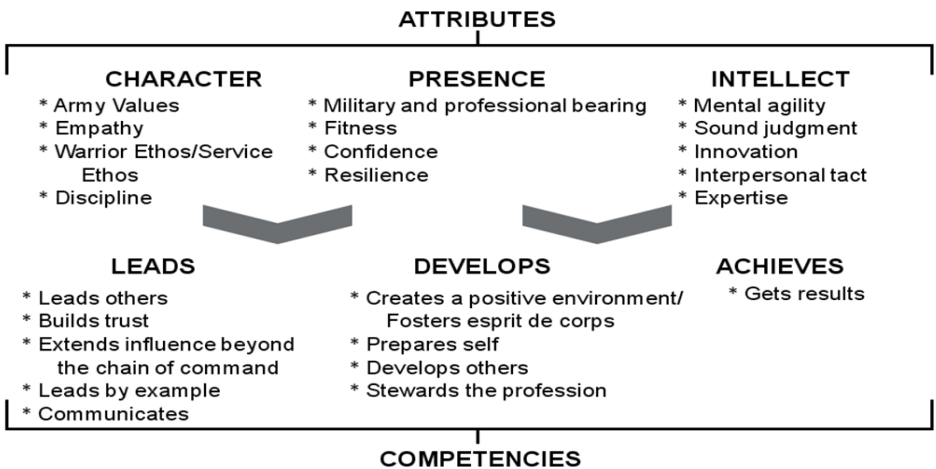 ATTRIBUTES
CHARACTER
* Army Values
* Empathy
* Warrior Ethos/Service
Ethos
* Discipline
PRESENCE
* Military and professional bearing
* Fitness
* Confidence
* Resilience
INTELLECT
* Mental agility
* Sound judgment
* Innovation
* Interpersonal tact
* Expertise
LEADS
* Leads others
* Builds trust
* Extends influence beyond
the chain of command
* Leads by example
* Communicates
DEVELOPS
* Creates a positive environment/
Fosters esprit de corps
* Prepares self
* Develops others
* Stewards the profession
ACHIEVES
* Gets results
COMPETENCIES